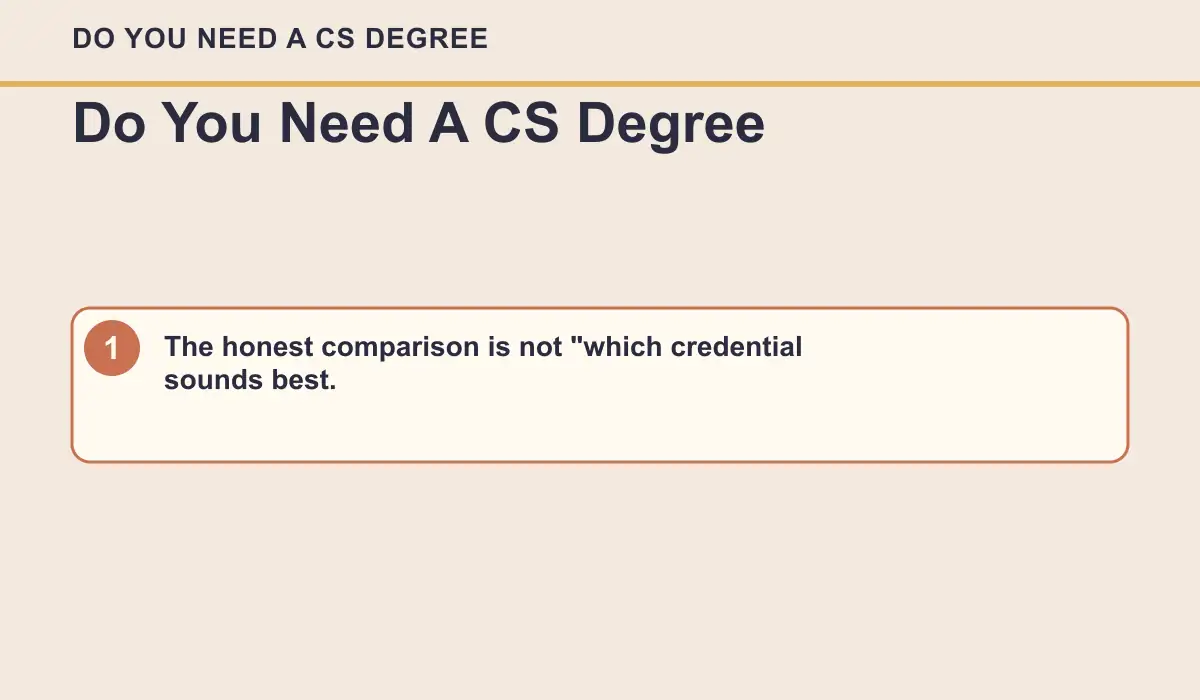 DO YOU NEED A CS DEGREE
Do You Need A CS Degree
1
The honest comparison is not "which credential
sounds best.